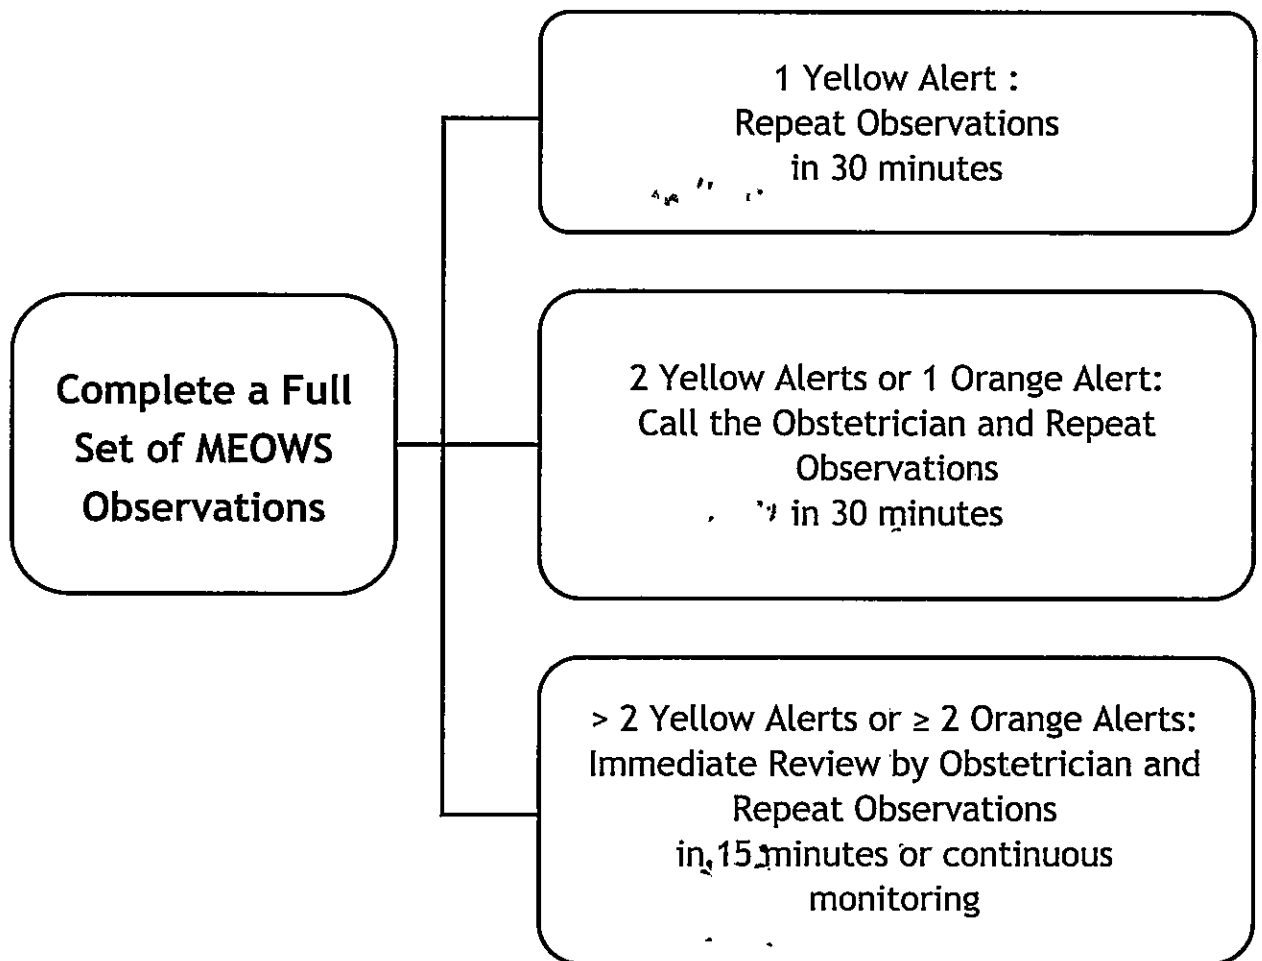 Complete a Full
Set of MEOWS
Observations
1 Yellow Alert :
Repeat Observations
in 30 minutes
2 Yellow Alerts or 1 Orange Alert:
Call the Obstetrician and Repeat
Observations
in 30 minutes
> 2 Yellow Alerts or ≥ 2 Orange Alerts:
Immediate Review by Obstetrician and
Repeat Observations
in 15 minutes or continuous
monitoring